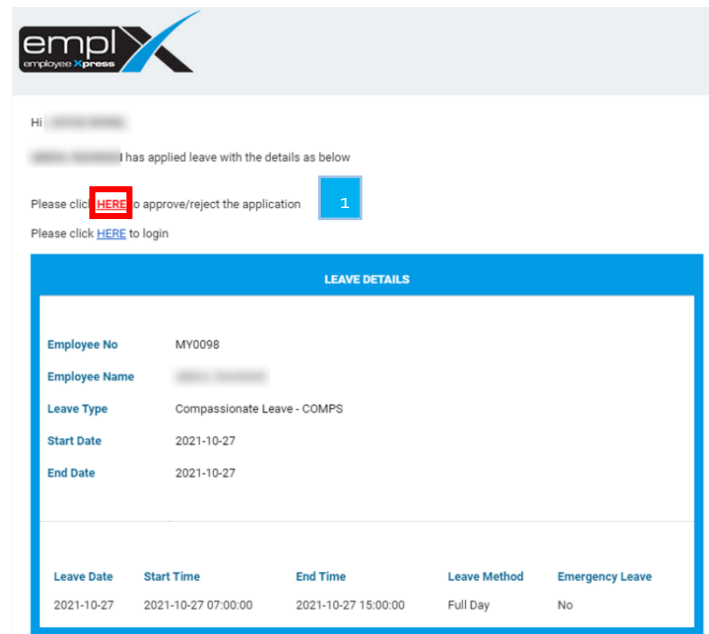 emplX
employee Xpress
Hi
has applied leave with the details as below
Please click HERE to approve/reject the application
1
Please click HERE to login
LEAVE DETAILS
Employee No MY0098
Employee Name
Leave Type Compassionate Leave - COMPS
Start Date 2021-10-27
End Date 2021-10-27
Leave Date Start Time End Time Leave Method Emergency Leave
2021-10-27 2021-10-27 07:00:00 2021-10-27 15:00:00 Full Day No